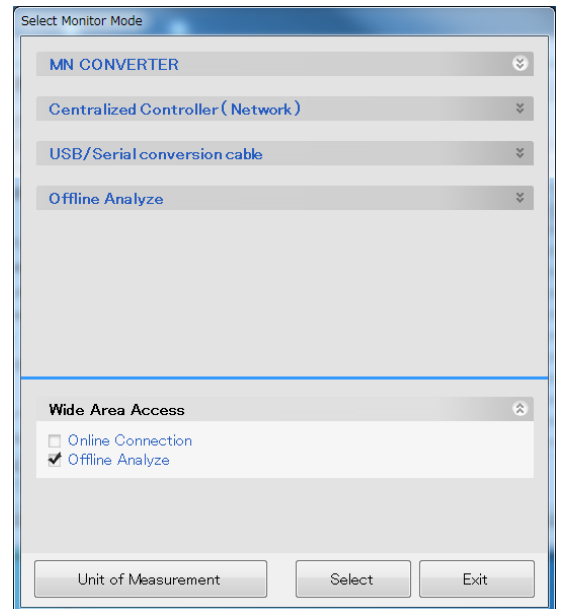 Select Monitor Mode
MN CONVERTER
Centralized Controller ( Network )
USB/Serial conversion cable
Offline Analyze
Wide Area Access
Online Connection
Offline Analyze
Unit of Measurement Select Exit